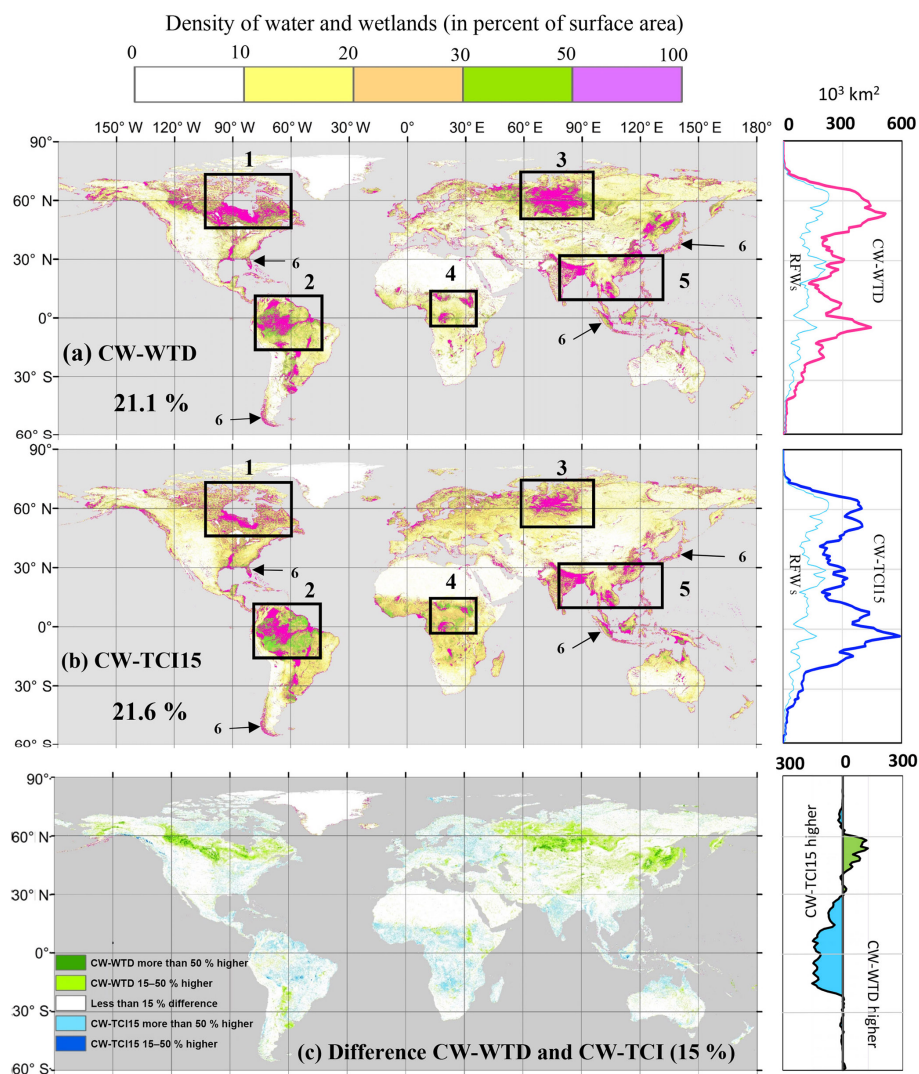 Density of water and wetlands (in percent of surface area)
0 10 20 30 50 100
10³ km²
0 300 600
150° W 120° W 90° W 60° W 30° W 0° 30° E 60° E 90° E 120° E 150° E 180°
90°
60° N
30° N
0°
30° S
60° S
1
3
6
6
4
5
2
6
(a) CW-WTD
21.1 %
6
RFWs
CW-WTD
90°
60° N
30° N
0°
30° S
60° S
1
3
6
6
4
5
2
6
(b) CW-TCI15
21.6 %
6
RFWs
CW-TCI15
300 0 300
90°
60° N
30° N
0°
30° S
60° S
CW-TCI15 higher
CW-WTD higher
CW-WTD more than 50 % higher
CW-WTD 15–50 % higher
Less than 15 % difference
CW-TCI15 more than 50 % higher
CW-TCI15 15–50 % higher
(c) Difference CW-WTD and CW-TCI (15 %)